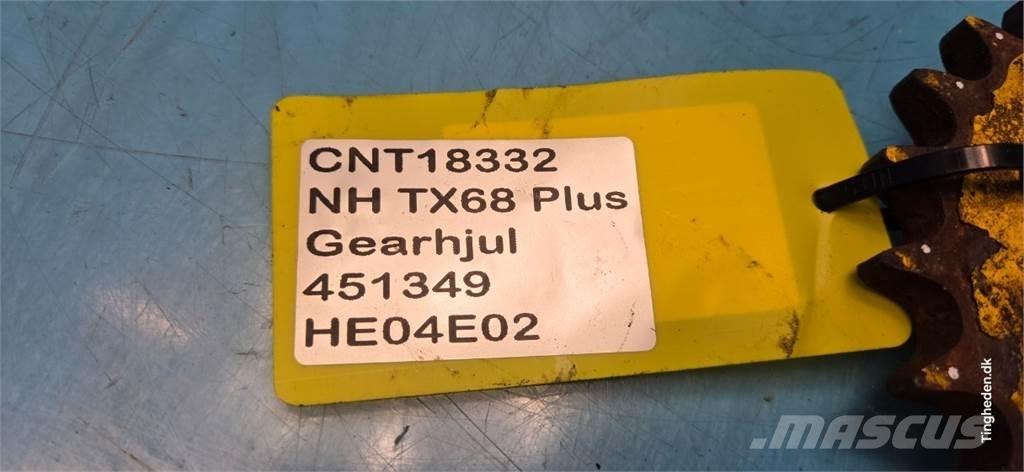 CNT18332
NH TX68 Plus
Gearhjul
451349
HE04E02
Tingheden.dk
.MASCUS